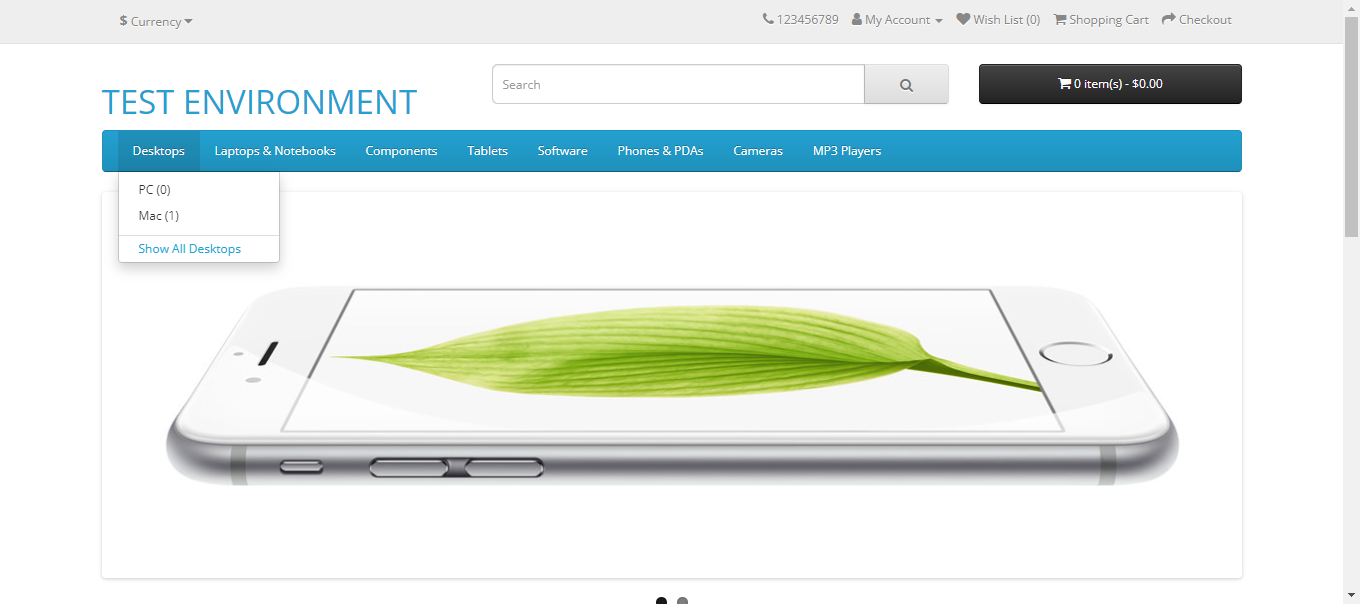 $ Currency
123456789 My Account Wish List (0) Shopping Cart Checkout
TEST ENVIRONMENT
Search
0 item(s) - $0.00
Desktops Laptops & Notebooks Components Tablets Software Phones & PDAs Cameras MP3 Players
PC (0)
Mac (1)
Show All Desktops